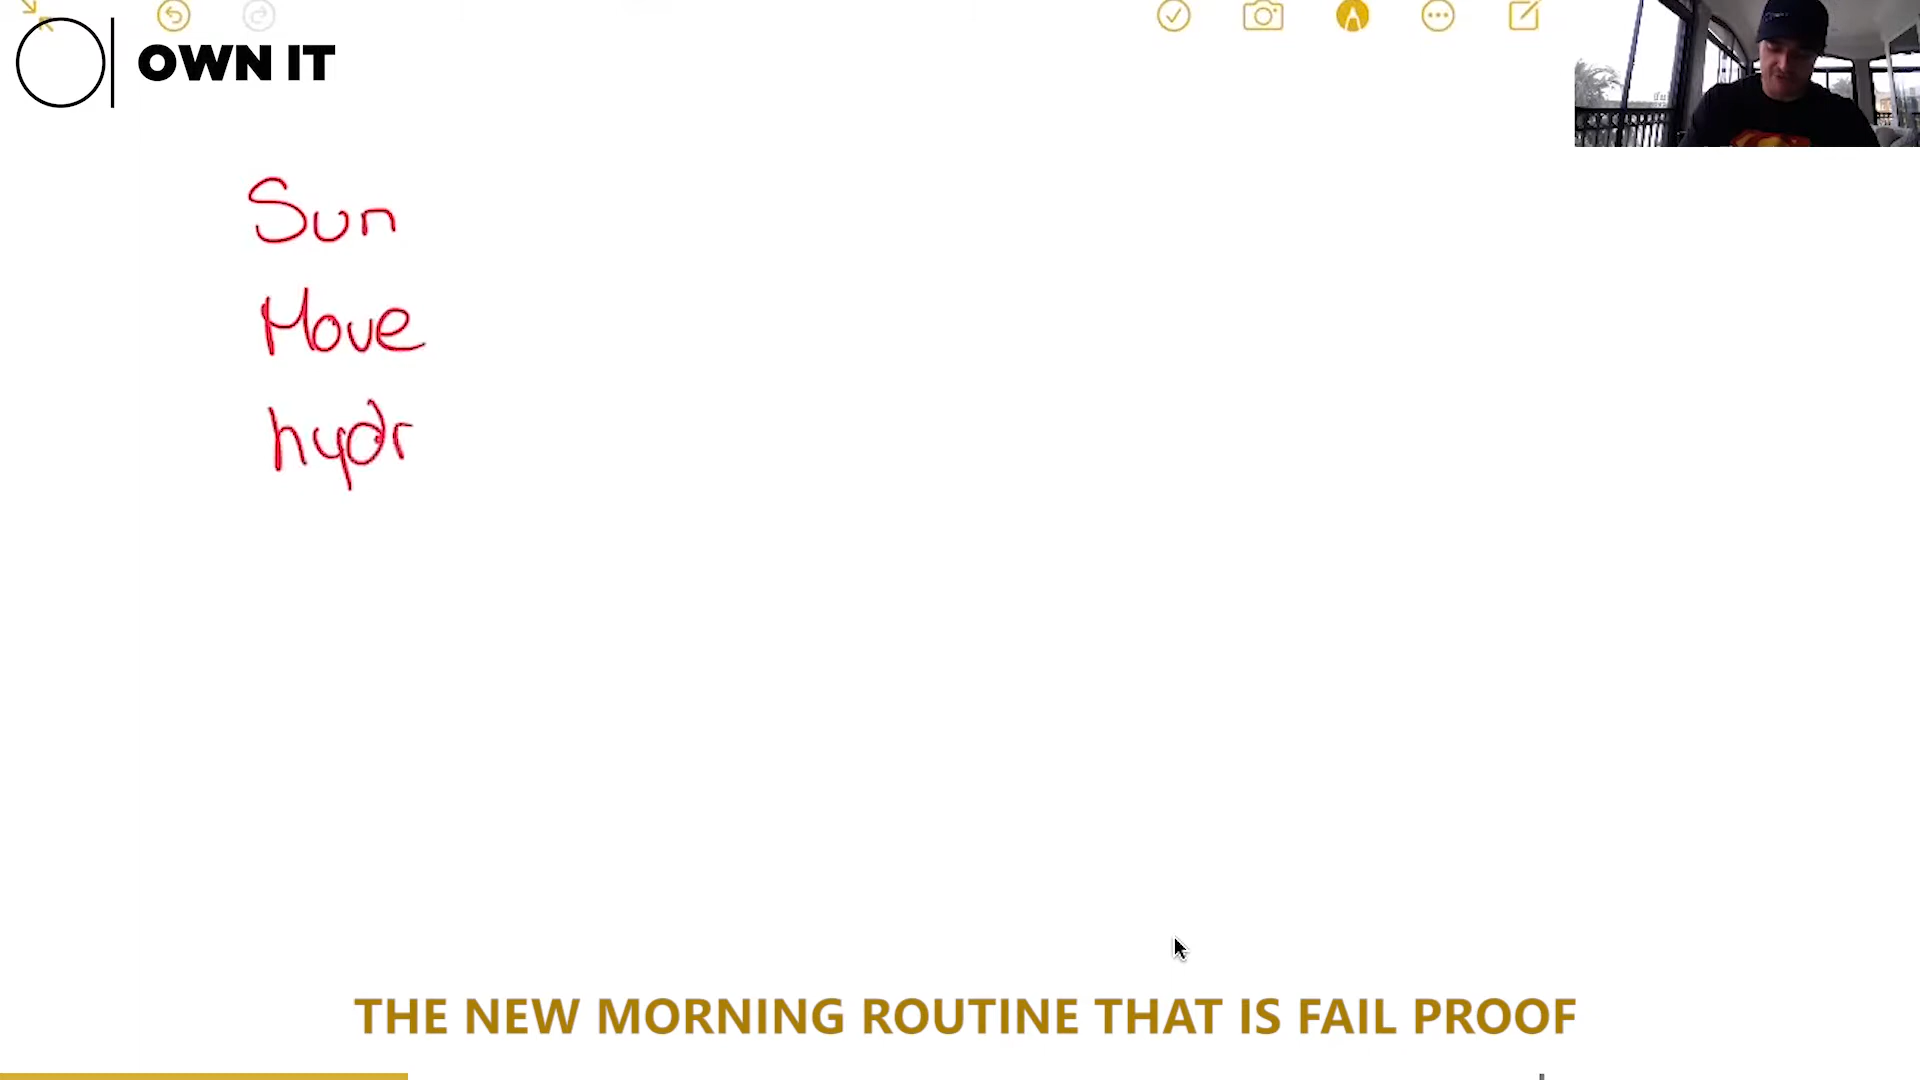 OWN IT
Sun
Move
hydr
THE NEW MORNING ROUTINE THAT IS FAIL PROOF